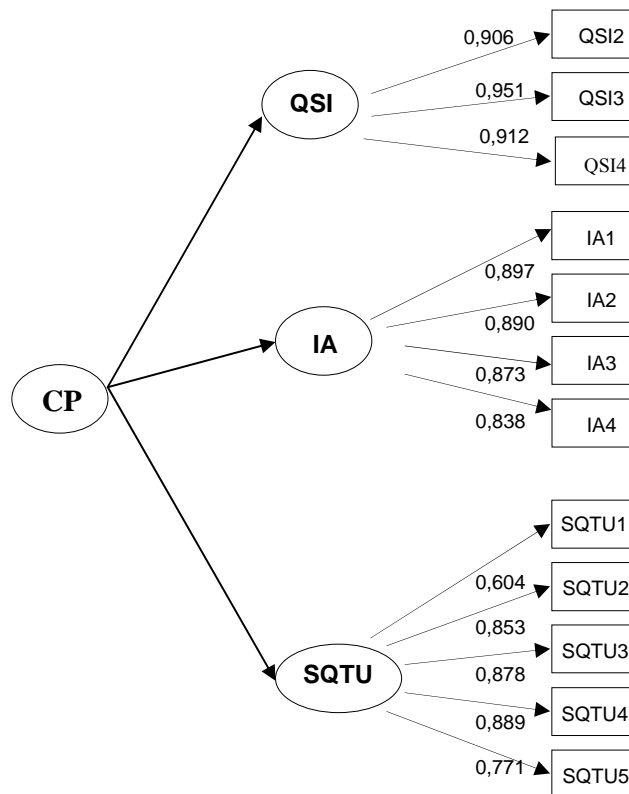 0,906
QSI2
QSI
0,951
QSI3
0,912
QSI4
IA1
0,897
IA2
IA
0,890
IA3
0,873
CP
0,838
IA4
SQTU1
0,604
SQTU2
0,853
SQTU3
SQTU
0,878
SQTU4
0,889
0,771
SQTU5